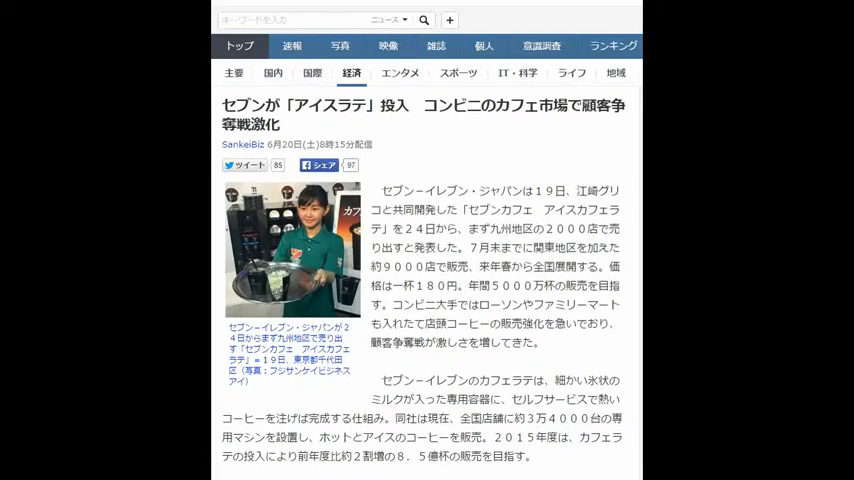 キーワードを入力
ニュース
+
トップ 速報 写真 映像 雑誌 個人 意識調査 ランキング
主要 国内 国際 経済 エンタメ スポーツ IT・科学 ライフ 地域
セブンが「アイスラテ」投入　コンビニのカフェ市場で顧客争
奪戦激化
SankeiBiz 6月20日(土)8時15分配信
ツイート 85 シェア 97
セブン－イレブン・ジャパンが２
４日からまず九州地区で売り出
す「セブンカフェ　アイスカフェ
ラテ」＝１９日、東京都千代田
区（写真：フジサンケイビジネス
アイ）
セブン－イレブン・ジャパンは１９日、江崎グリ
コと共同開発した「セブンカフェ　アイスカフェラ
テ」を２４日から、まず九州地区の２０００店で売
り出すと発表した。７月末までに関東地区を加えた
約９０００店で販売、来年春から全国展開する。価
格は一杯１８０円。年間５０００万杯の販売を目指
す。コンビニ大手ではローソンやファミリーマート
も入れたて店頭コーヒーの販売強化を急いでおり、
顧客争奪戦が激しさを増してきた。
セブン－イレブンのカフェラテは、細かい氷状の
ミルクが入った専用容器に、セルフサービスで熱い
コーヒーを注げば完成する仕組み。同社は現在、全国店舗に約３万４０００台の専
用マシンを設置し、ホットとアイスのコーヒーを販売。２０１５年度は、カフェラ
テの投入により前年度比約２割増の８．５億杯の販売を目指す。